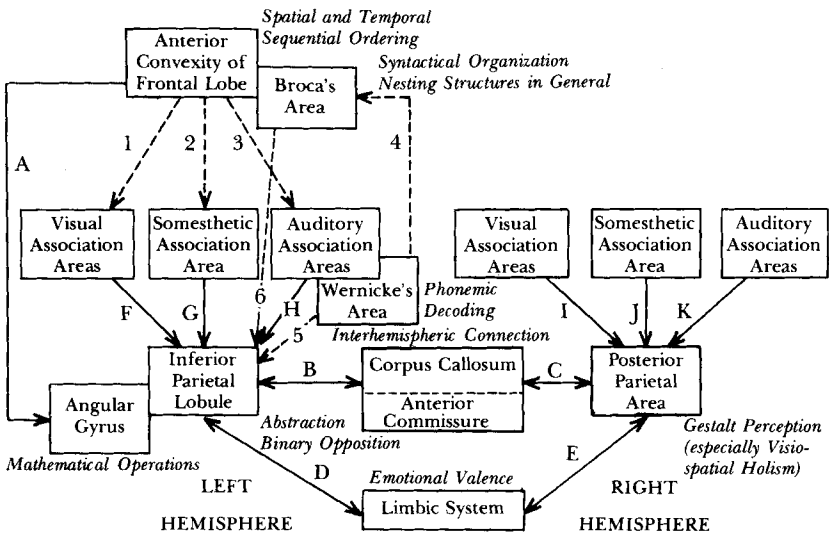 Spatial and Temporal
Sequential Ordering
Anterior
Convexity of
Frontal Lobe
Syntactical Organization
Nesting Structures in General
Broca's
Area
1
2
3
4
A
Visual
Association
Areas
Somesthetic
Association
Area
Auditory
Association
Areas
Visual
Association
Areas
Somesthetic
Association
Area
Auditory
Association
Areas
Wernicke's
Area
Phonemic
Decoding
F
G
6
H
5
I
J
K
Interhemispheric Connection
Inferior
Parietal
Lobule
B
Corpus Callosum
Anterior
Commissure
C
Posterior
Parietal
Area
Angular
Gyrus
Abstraction
Binary Opposition
Gestalt Perception
(especially Visio-
spatial Holism)
Mathematical Operations
D
E
Emotional Valence
Limbic System
LEFT
HEMISPHERE
RIGHT
HEMISPHERE